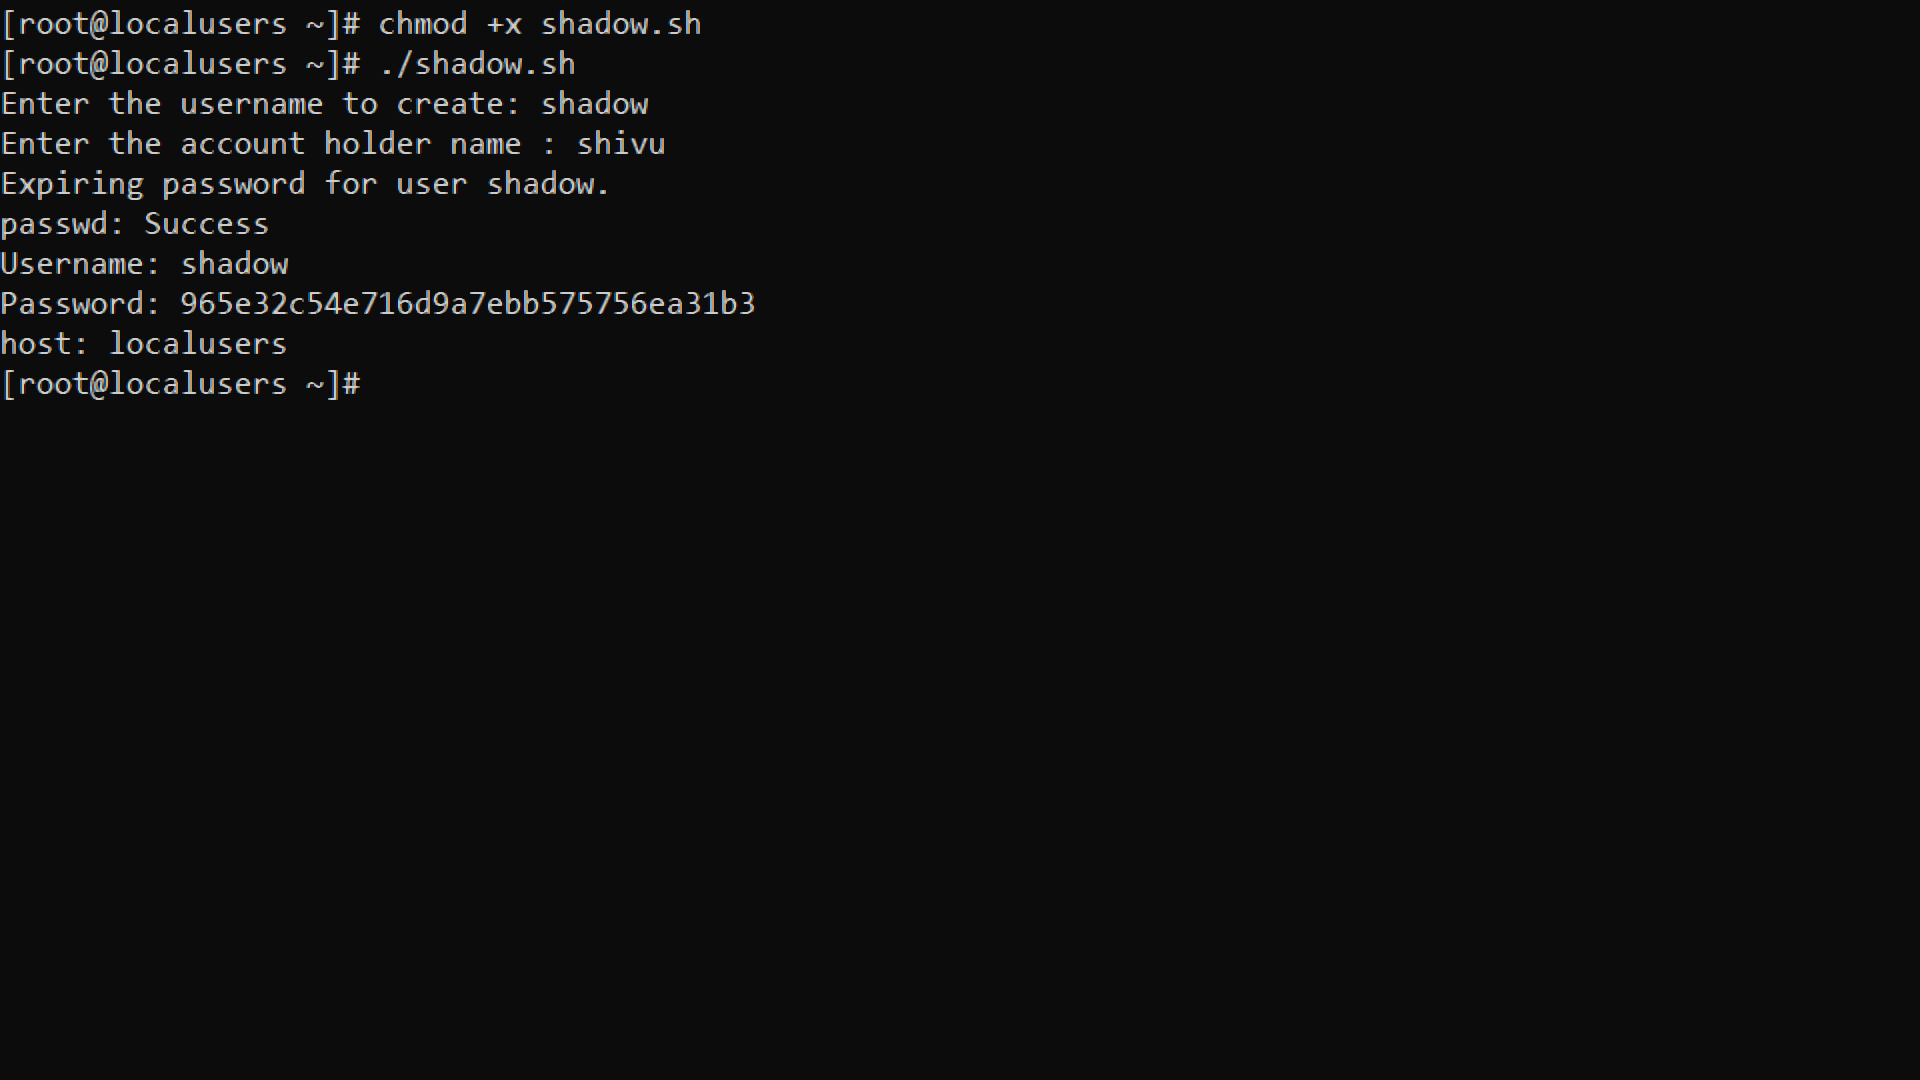 [root@localusers ~]# chmod +x shadow.sh
[root@localusers ~]# ./shadow.sh
Enter the username to create: shadow
Enter the account holder name : shivu
Expiring password for user shadow.
passwd: Success
Username: shadow
Password: 965e32c54e716d9a7ebb575756ea31b3
host: localusers
[root@localusers ~]#